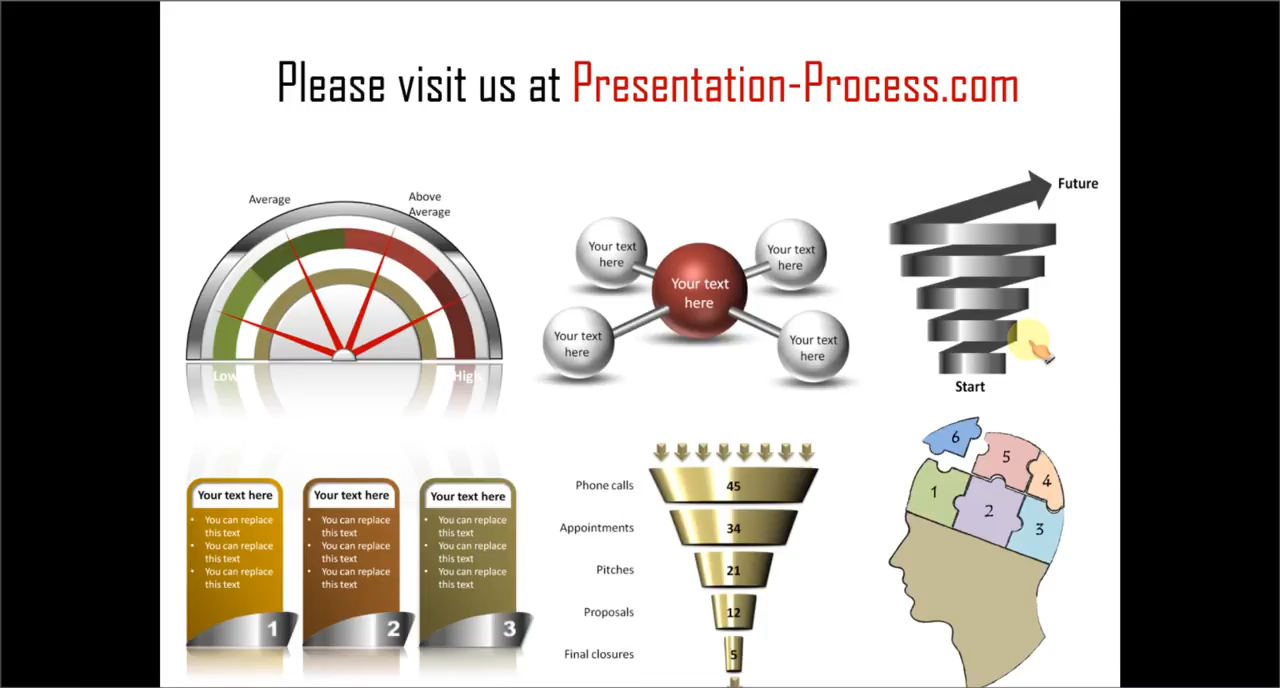 Please visit us at Presentation-Process.com
Average
Above
Average
Low
High
Your text
here
Your text
here
Your text
here
Your text
here
Your text
here
Future
Start
Your text here
You can replace
this text
You can replace
this text
You can replace
this text
1
Your text here
You can replace
this text
You can replace
this text
You can replace
this text
2
Your text here
You can replace
this text
You can replace
this text
You can replace
this text
3
Phone calls 45
Appointments 34
Pitches 21
Proposals 12
Final closures 5
6
5
4
1
2
3